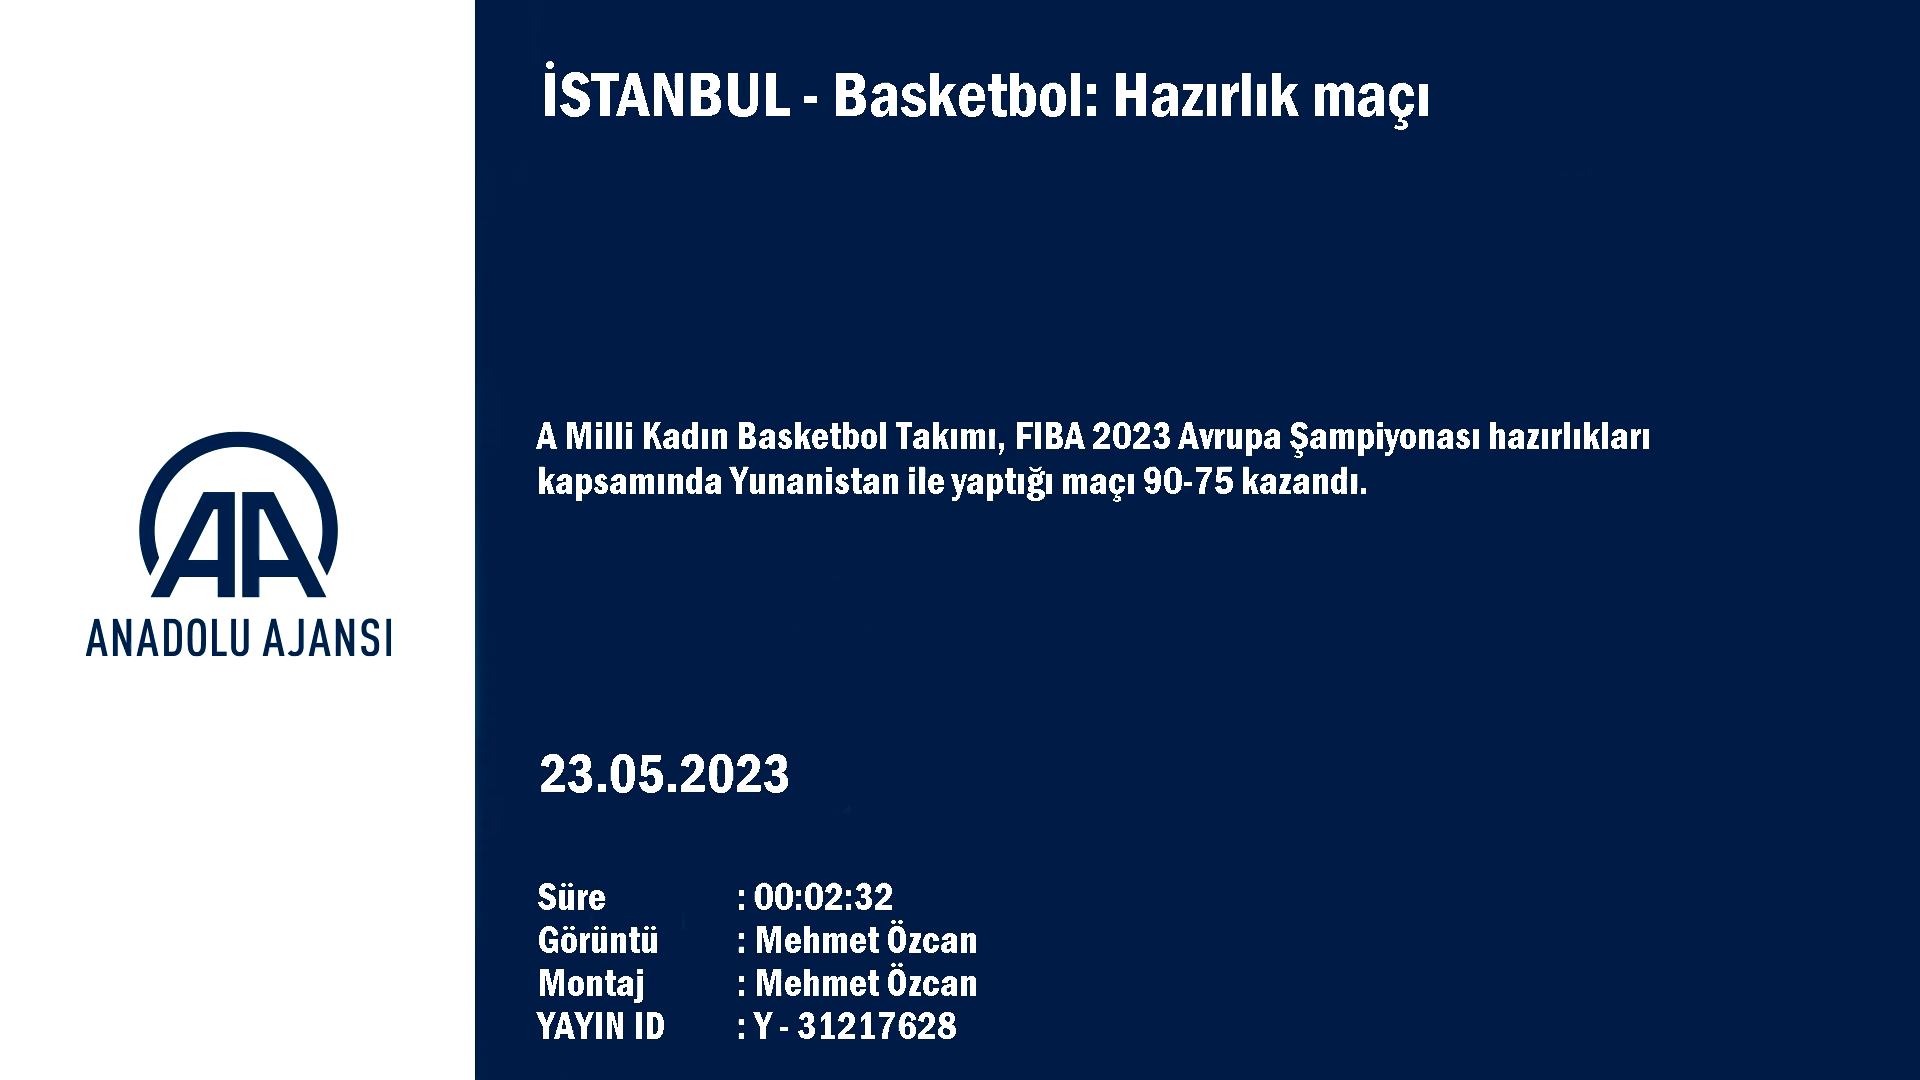 İSTANBUL - Basketbol: Hazırlık maçı
A Milli Kadın Basketbol Takımı, FIBA 2023 Avrupa Şampiyonası hazırlıkları
kapsamında Yunanistan ile yaptığı maçı 90-75 kazandı.
AA
ANADOLU AJANSI
23.05.2023
Süre : 00:02:32
Görüntü : Mehmet Özcan
Montaj : Mehmet Özcan
YAYIN ID : Y - 31217628